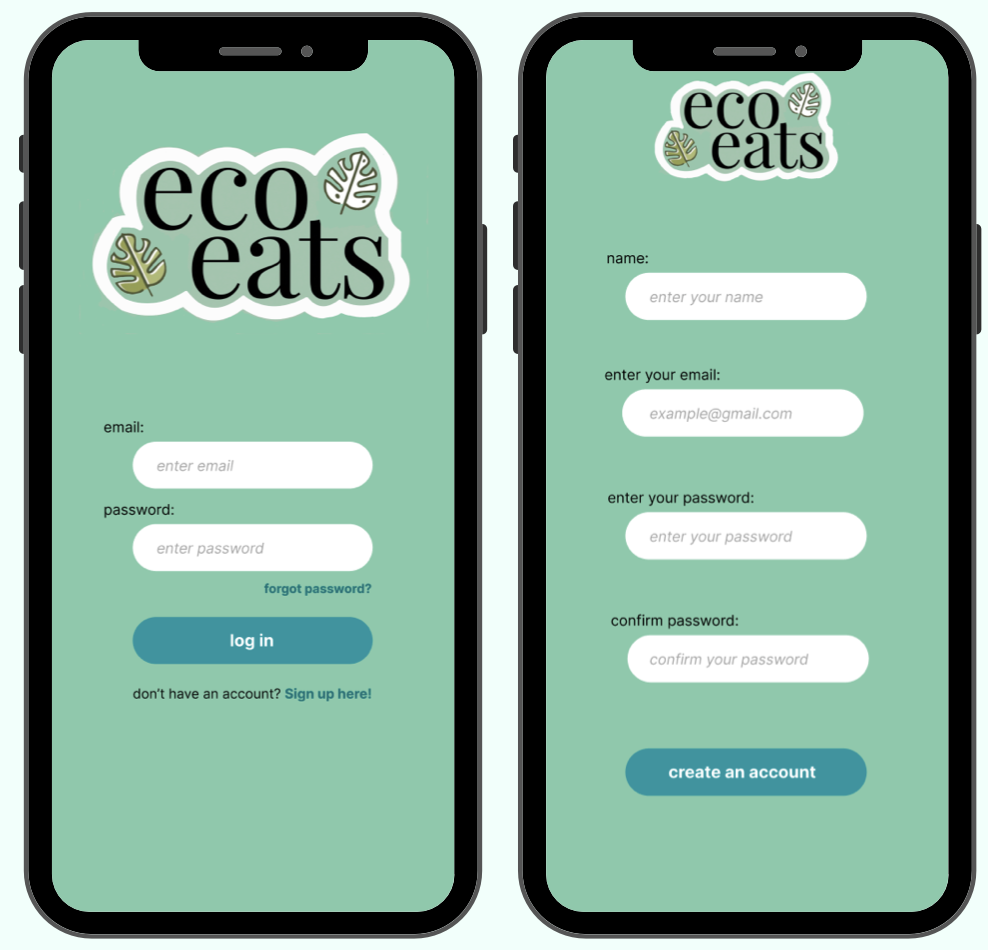 eco
eats
email:
enter email
password:
enter password
forgot password?
log in
don't have an account? Sign up here!
eco
eats
name:
enter your name
enter your email:
example@gmail.com
enter your password:
enter your password
confirm password:
confirm your password
create an account